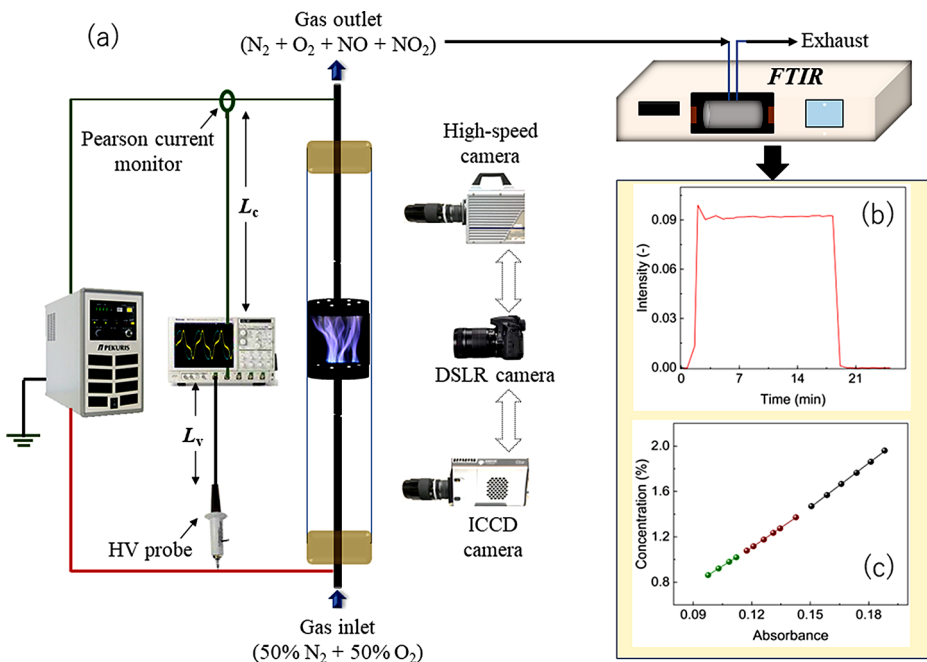 (a)
Gas outlet
(N₂ + O₂ + NO + NO₂)
Exhaust
FTIR
Pearson current
monitor
L_c
High-speed
camera
PEKURIS
DSLR camera
L_v
HV probe
ICCD
camera
Gas inlet
(50% N₂ + 50% O₂)
(b)
Intensity (-)
0.09
0.06
0.03
0.00
0
7
14
21
Time (min)
(c)
Concentration (%)
2.0
1.6
1.2
0.8
0.09
0.12
0.15
0.18
Absorbance